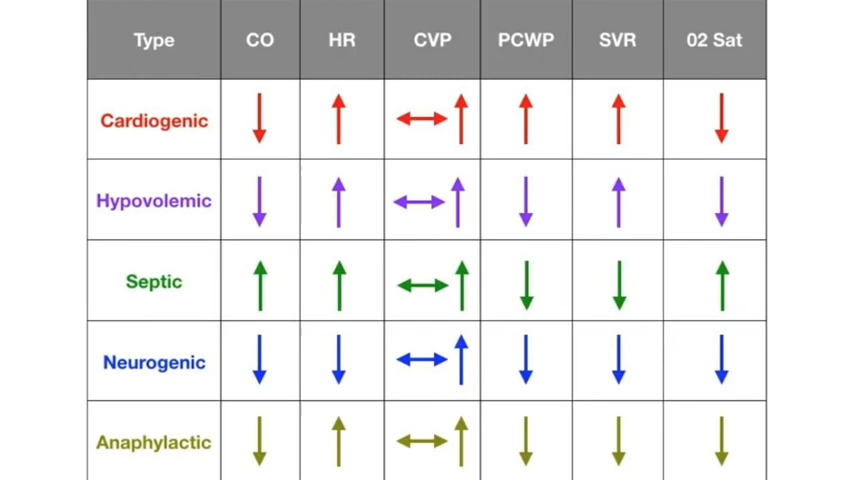 Type CO HR CVP PCWP SVR 02 Sat
Cardiogenic
Hypovolemic
Septic
Neurogenic
Anaphylactic